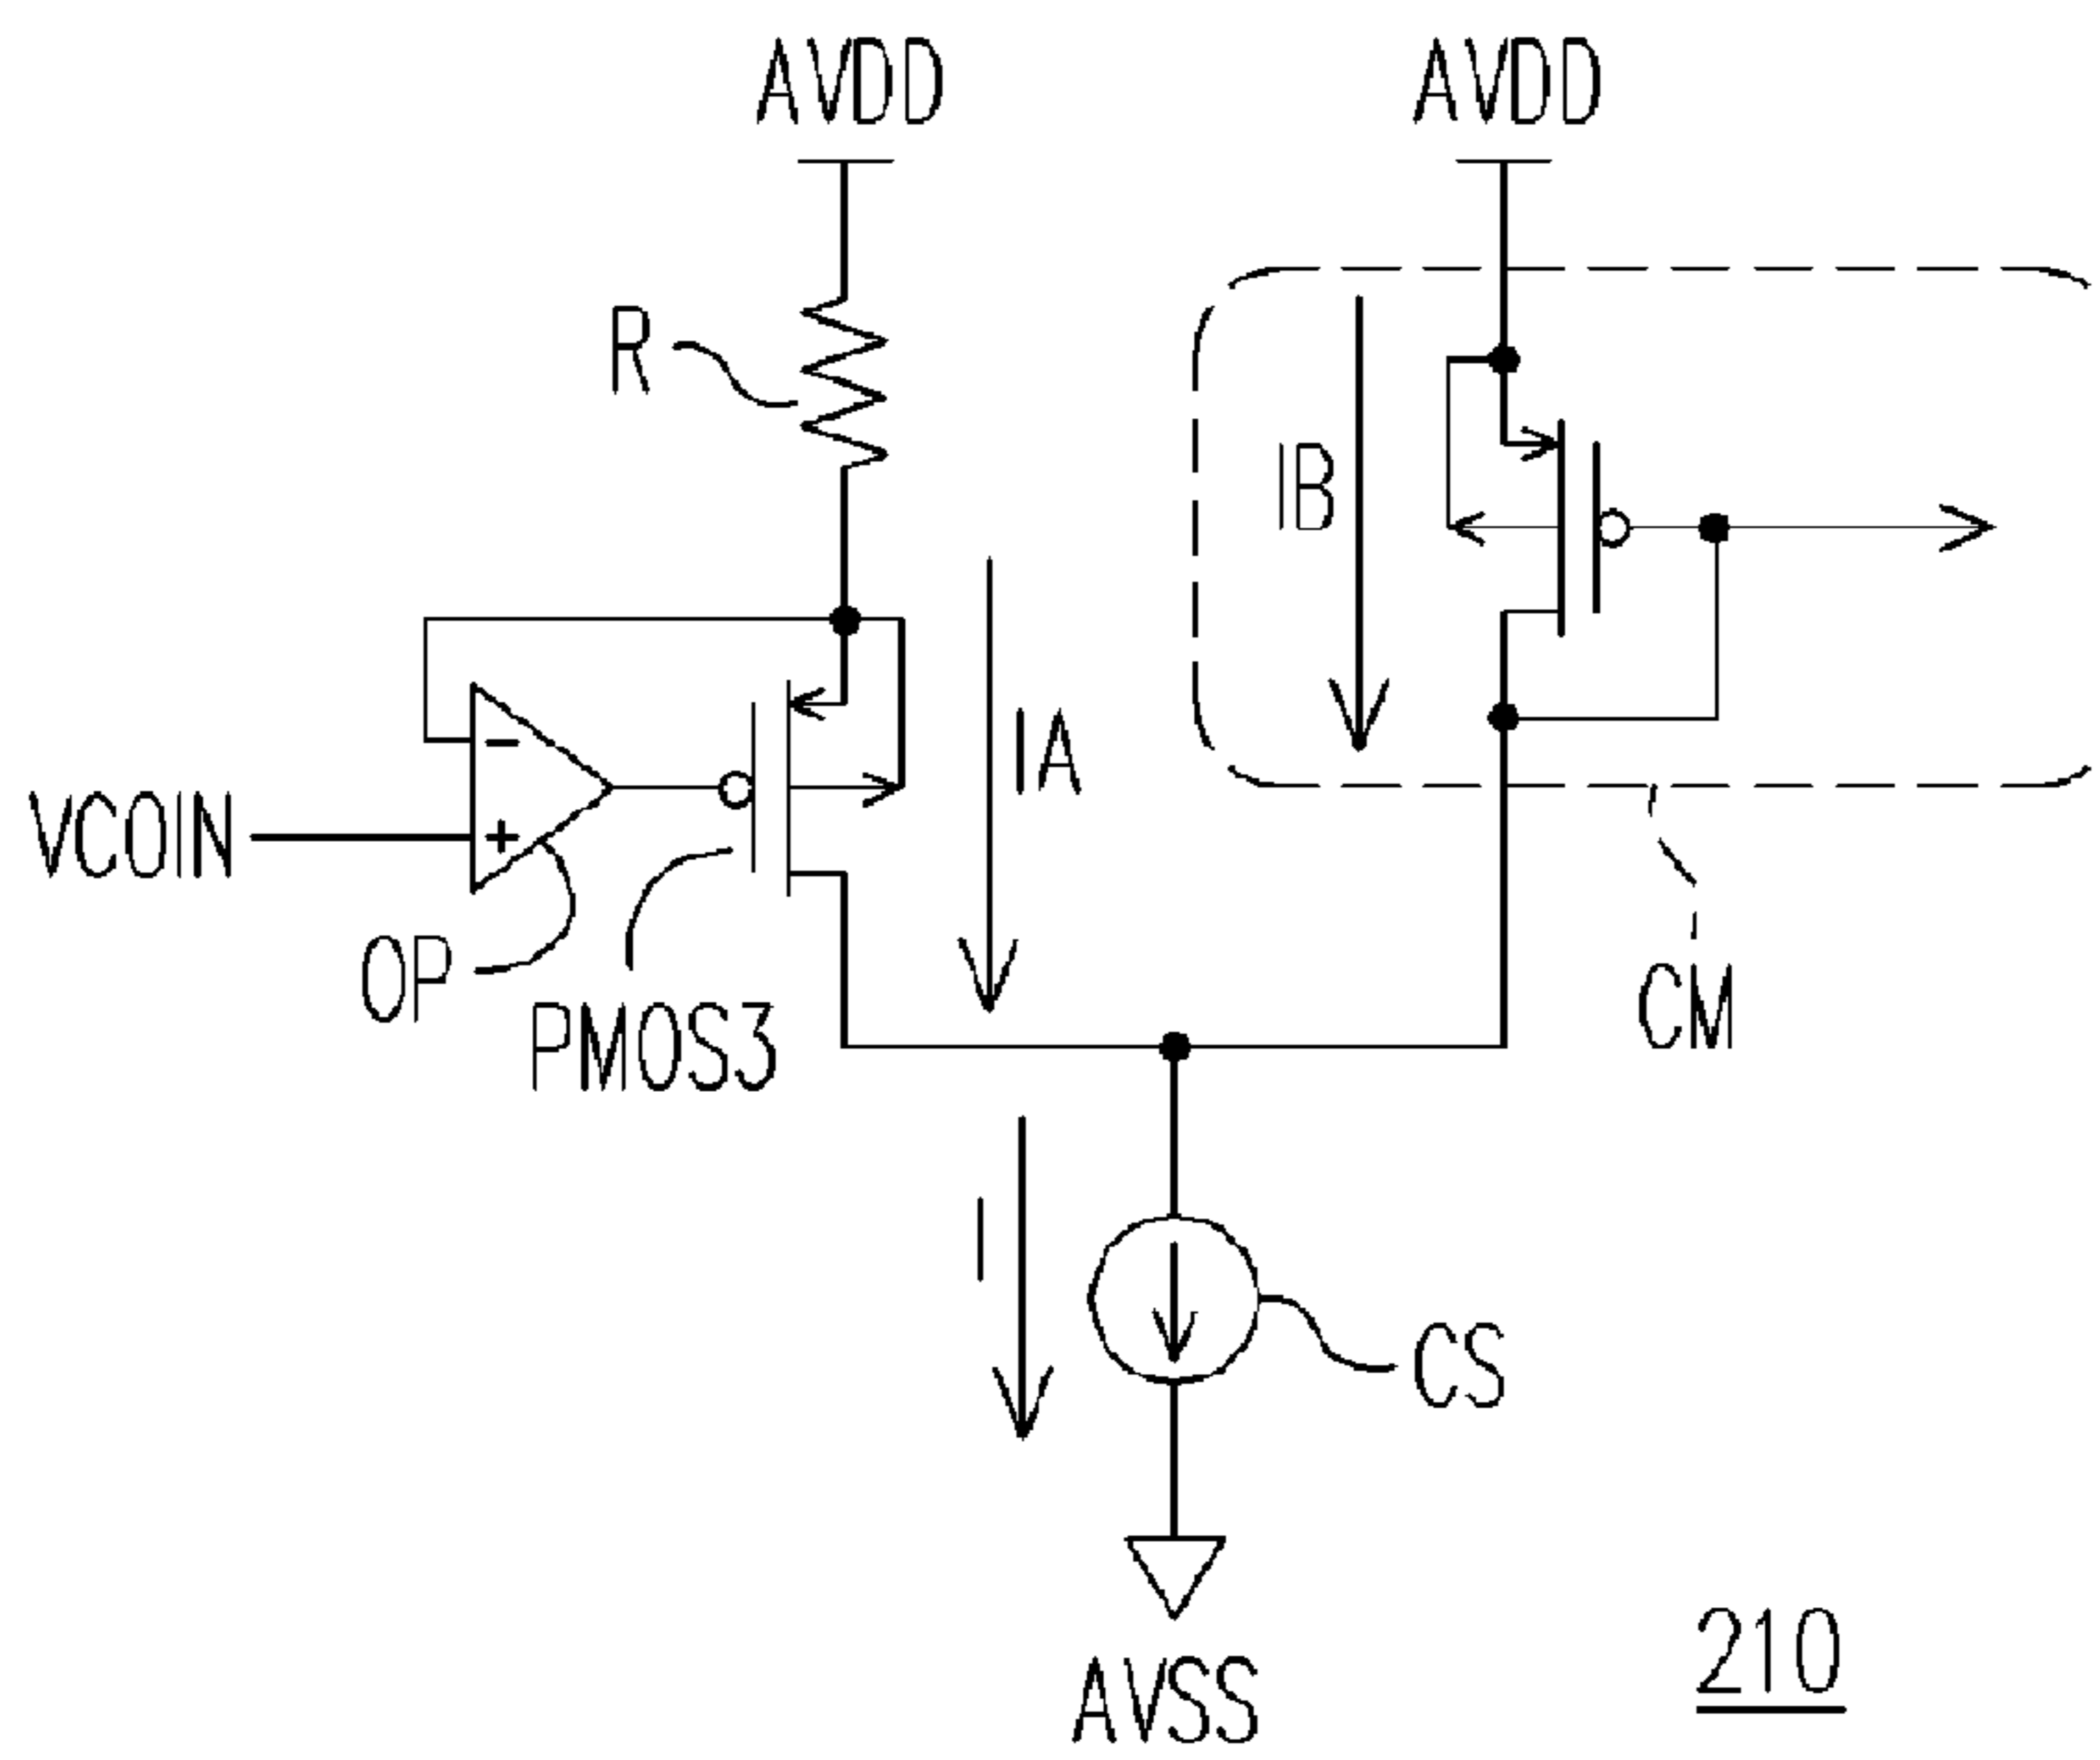 AVDD
AVDD
R
IB
IA
VCOIN
OP
PMOS3
CM
I
CS
AVSS
210